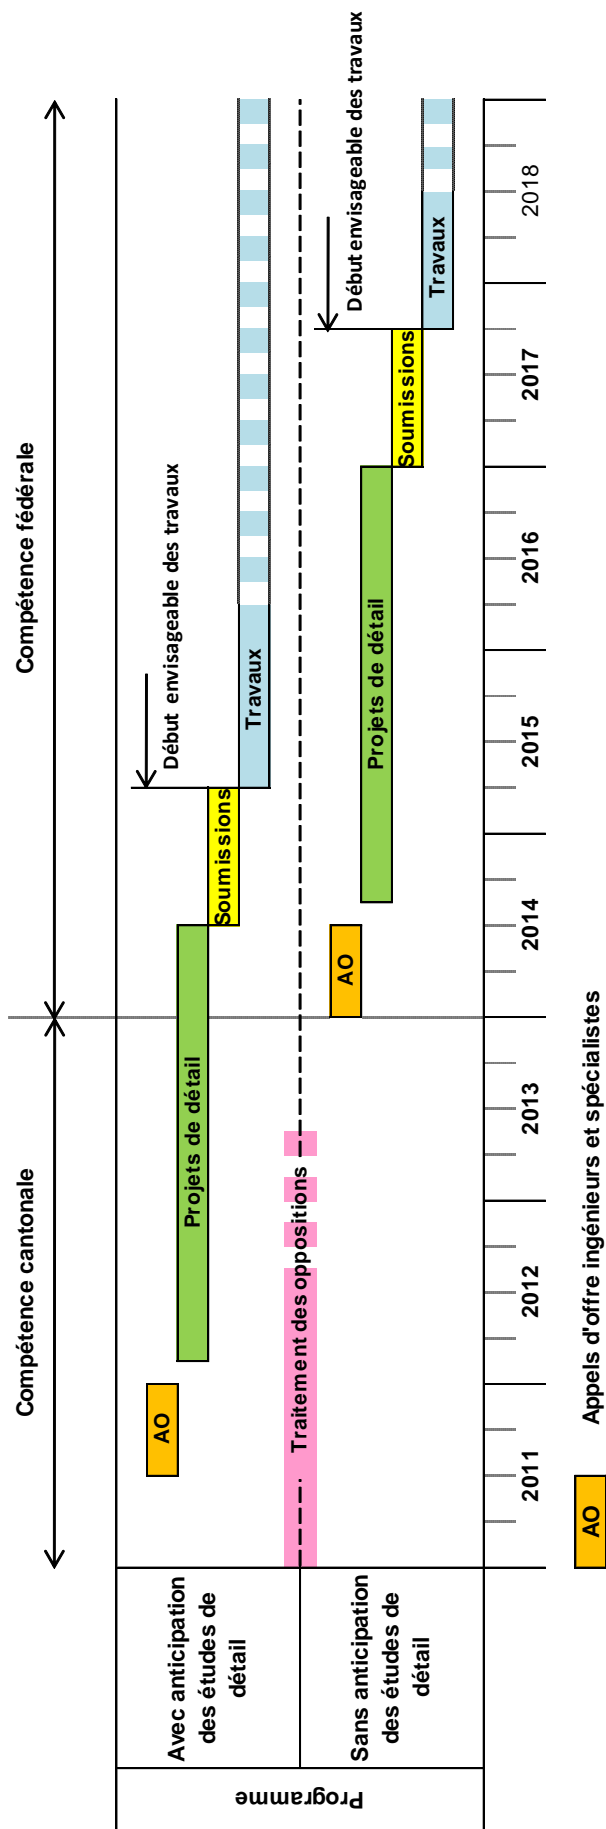 Compétence cantonale
Compétence fédérale
Programme
Avec anticipation
des études de
détail
AO
Projets de détail
Soumissions
Travaux
Début envisageable des travaux
Traitement des oppositions
Sans anticipation
des études de
détail
AO
Projets de détail
Soumissions
Travaux
Début envisageable des travaux
2011
2012
2013
2014
2015
2016
2017
2018
AO
Appels d'offre ingénieurs et spécialistes